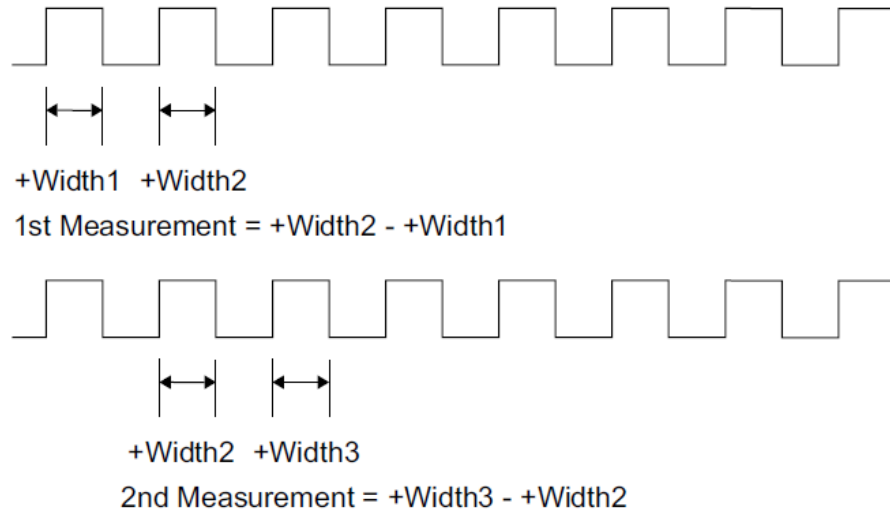 +Width1 +Width2
1st Measurement = +Width2 - +Width1
+Width2 +Width3
2nd Measurement = +Width3 - +Width2